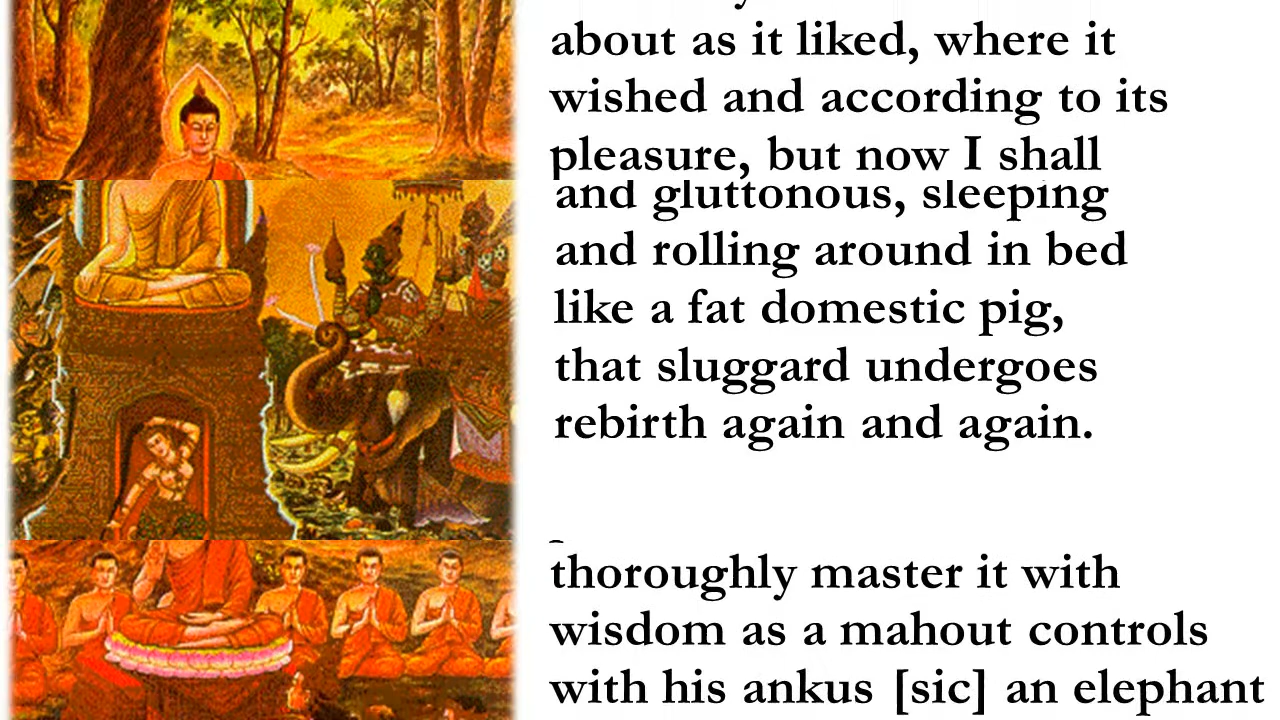 about as it liked, where it
wished and according to its
pleasure, but now I shall
and gluttonous, sleeping
and rolling around in bed
like a fat domestic pig,
that sluggard undergoes
rebirth again and again.
thoroughly master it with
wisdom as a mahout controls
with his ankus [sic] an elephant